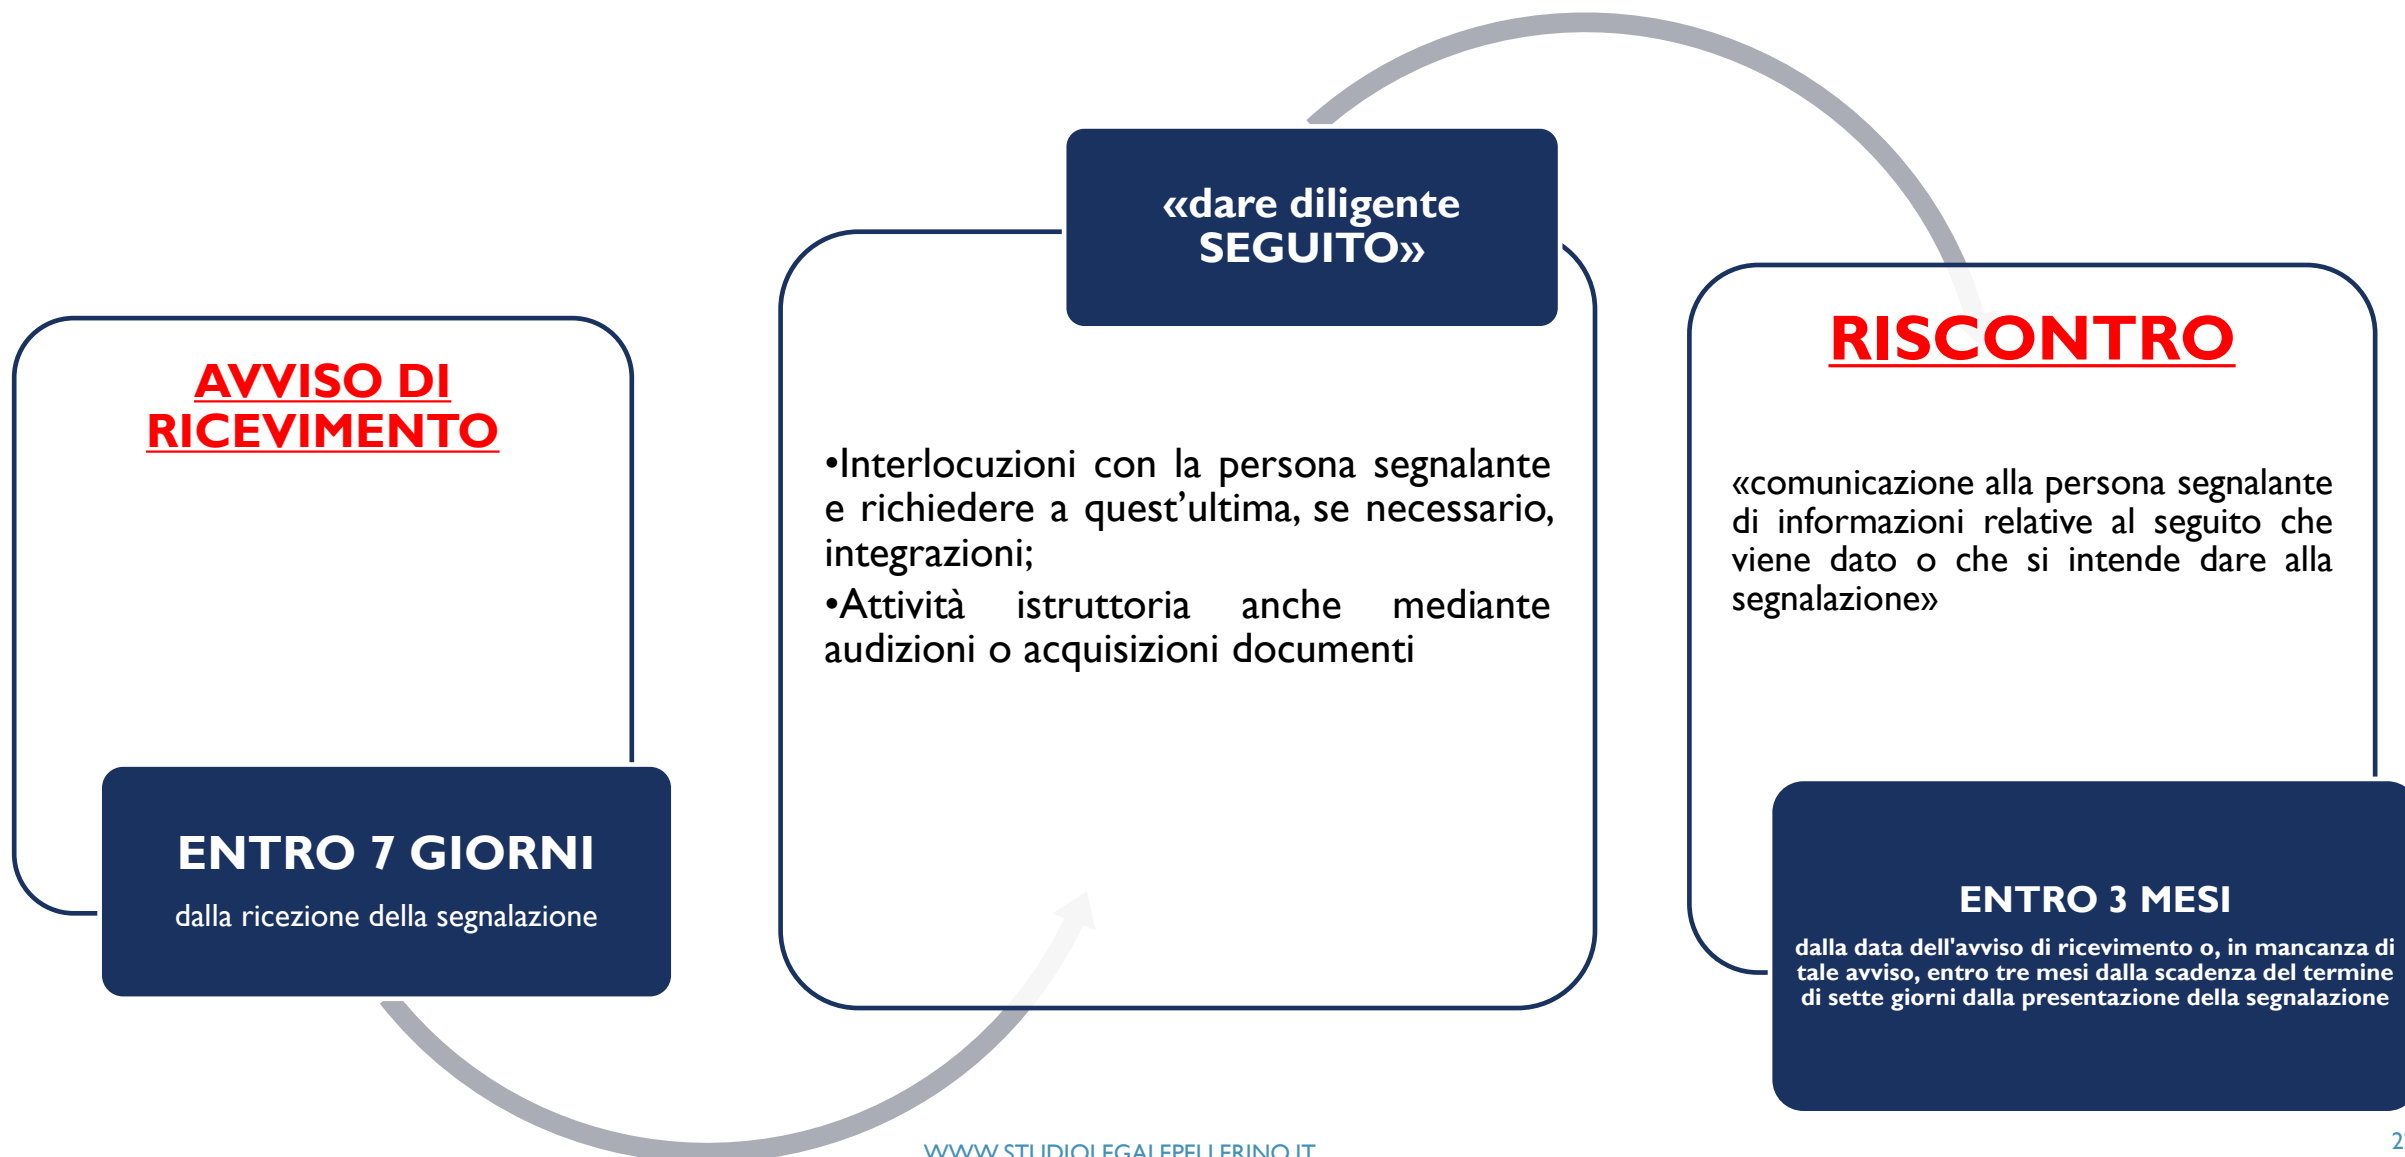 AVVISO DI
RICEVIMENTO
ENTRO 7 GIORNI
dalla ricezione della segnalazione
«dare diligente
SEGUITO»
•Interlocuzioni con la persona segnalante
e richiedere a quest’ultima, se necessario,
integrazioni;
•Attività istruttoria anche mediante
audizioni o acquisizioni documenti
RISCONTRO
«comunicazione alla persona segnalante
di informazioni relative al seguito che
viene dato o che si intende dare alla
segnalazione»
ENTRO 3 MESI
dalla data dell'avviso di ricevimento o, in mancanza di
tale avviso, entro tre mesi dalla scadenza del termine
di sette giorni dalla presentazione della segnalazione
WWW.STUDIOLEGALEPELLERINO.IT